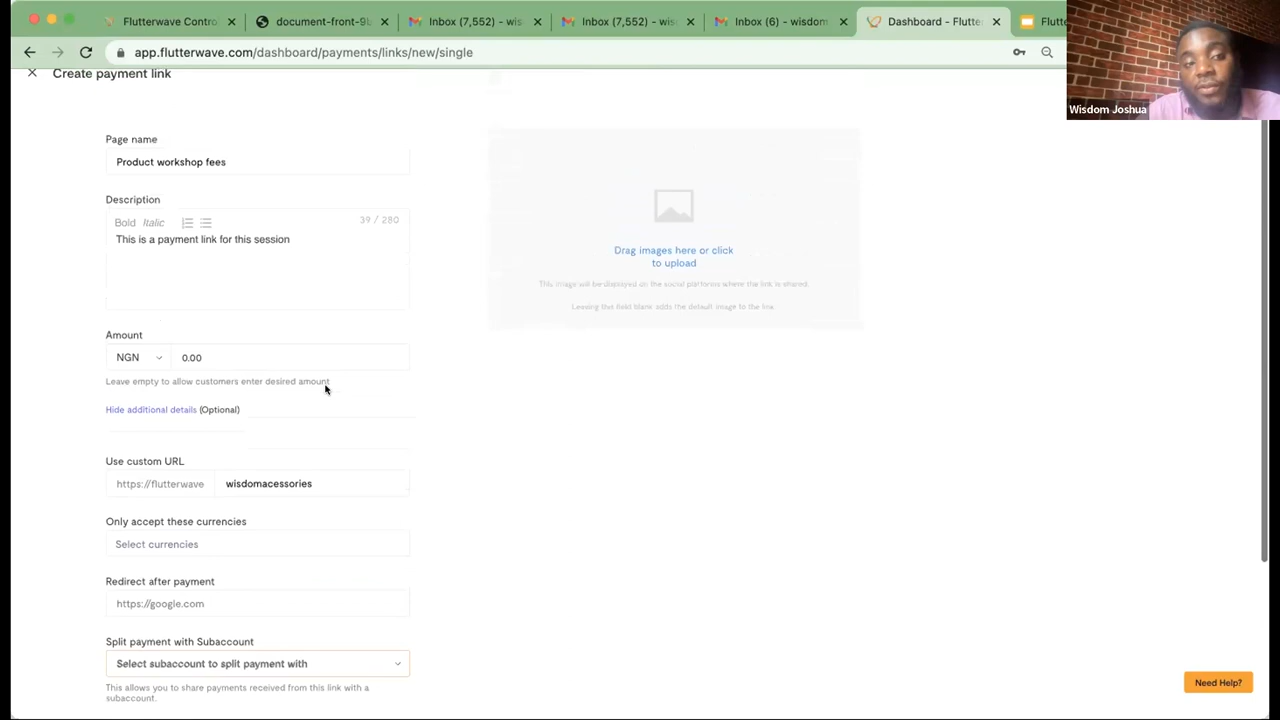 Flutterwave Contro
document-front-9b
Inbox (7,552) - wis
Inbox (7,552) - wis
Inbox (6) - wisdom
Dashboard - Flutte
Flutte
app.flutterwave.com/dashboard/payments/links/new/single
Create payment link
Wisdom Joshua
Page name
Product workshop fees
Description
Bold Italic
39 / 280
This is a payment link for this session
Drag images here or click
to upload
This image will be displayed on the social platforms where the link is shared.
Leaving this field blank adds the default image to the link.
Amount
NGN
0.00
Leave empty to allow customers enter desired amount
Hide additional details (Optional)
Use custom URL
https://flutterwave
wisdomacessories
Only accept these currencies
Select currencies
Redirect after payment
https://google.com
Split payment with Subaccount
Select subaccount to split payment with
This allows you to share payments received from this link with a
subaccount.
Need Help?